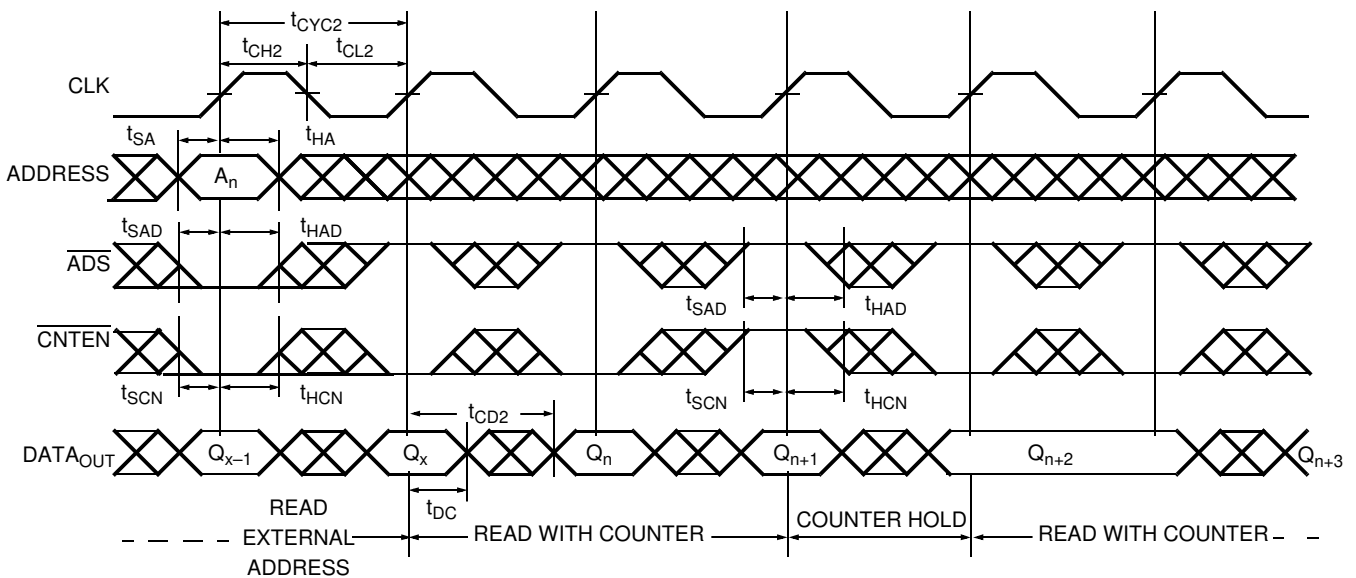 tCYC2
tCH2 tCL2
CLK
tSA tHA
ADDRESS An
tSAD tHAD
ADS
tSAD tHAD
CNTEN
tSCN tHCN tSCN tHCN
tCD2
DATAOUT Qx–1 Qx Qn Qn+1 Qn+2 Qn+3
tDC
READ
EXTERNAL
ADDRESS
READ WITH COUNTER
COUNTER HOLD
READ WITH COUNTER